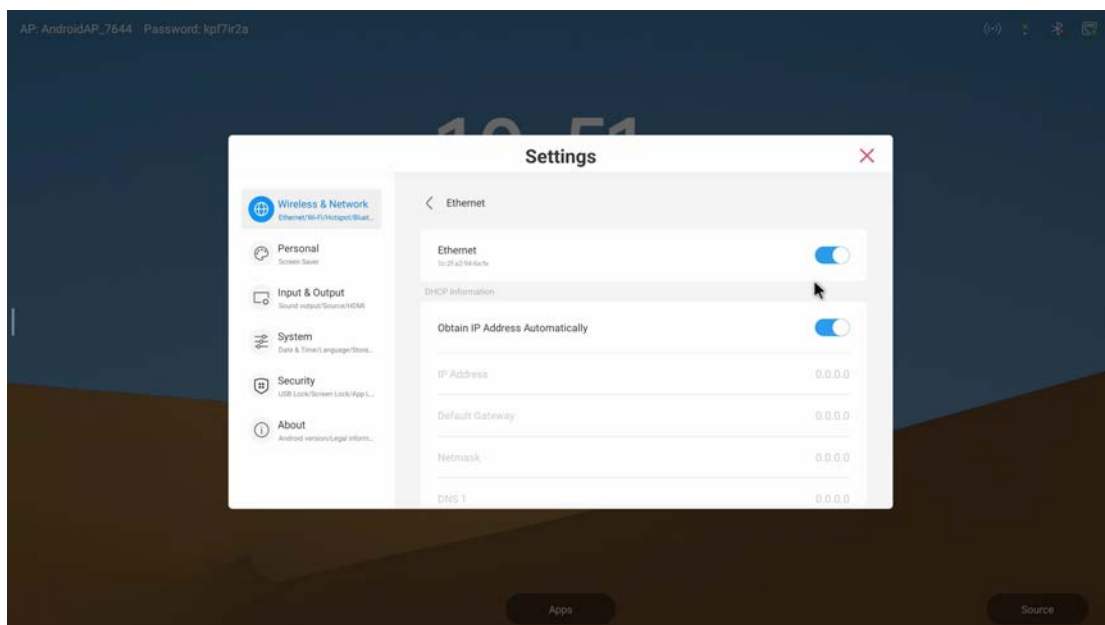 AP: AndroidAP_7644 Password: kpf7ir2a
Settings
Wireless & Network
Ethernet/Wi-Fi/Hotspot/Bluet...
Personal
Screen Saver
Input & Output
Sound output/Source/HDMI
System
Date & Time/Language/Stora...
Security
USB Lock/Screen Lock/App L...
About
Android version/Legal inform...
Ethernet
Ethernet
DHCP Information
Obtain IP Address Automatically
IP Address 0.0.0.0
Default Gateway 0.0.0.0
Netmask 0.0.0.0
DNS 1 0.0.0.0
Apps
Source